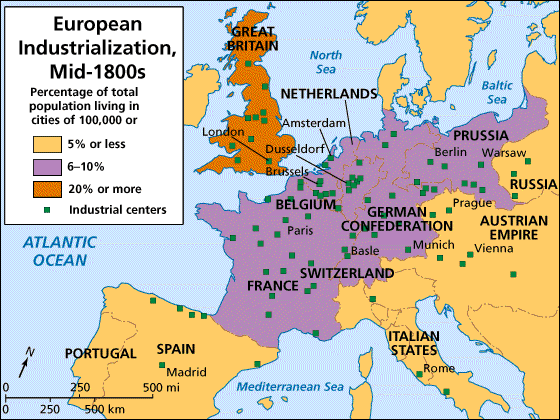 European
Industrialization,
Mid-1800s
Percentage of total
population living in
cities of 100,000 or
5% or less
6–10%
20% or more
Industrial centers
GREAT
BRITAIN
North
Sea
Baltic
Sea
NETHERLANDS
Amsterdam
London
Dusseldorf
Brussels
PRUSSIA
Berlin
Warsaw
RUSSIA
BELGIUM
GERMAN
CONFEDERATION
Prague
AUSTRIAN
EMPIRE
Paris
Munich
Vienna
Basle
ATLANTIC
OCEAN
SWITZERLAND
FRANCE
ITALIAN
STATES
Rome
PORTUGAL
SPAIN
Madrid
Mediterranean Sea
N
0 250 500 mi
0 250 500 km